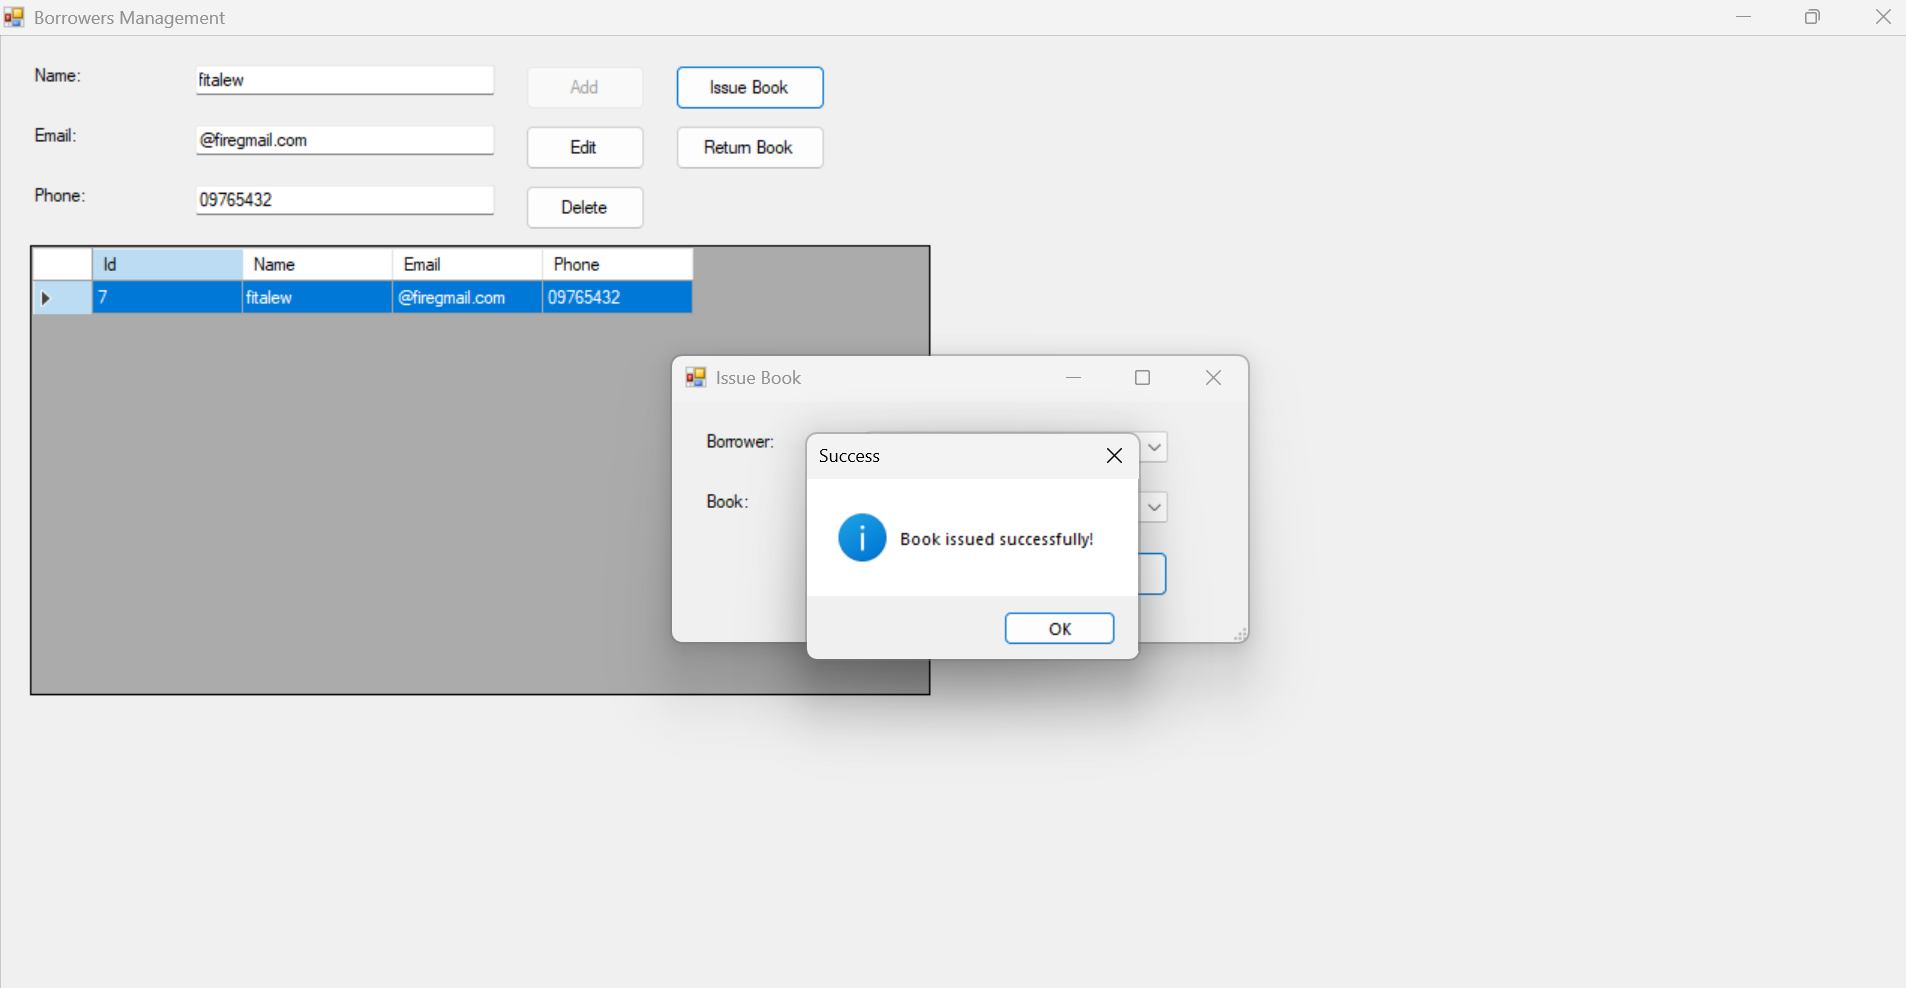 Borrowers Management
Name:
fitalew
Add
Issue Book
Email:
@firegmail.com
Edit
Return Book
Phone:
09765432
Delete
Id Name Email Phone
7 fitalew @firegmail.com 09765432
Issue Book
Borrower:
Book:
Success
Book issued successfully!
OK